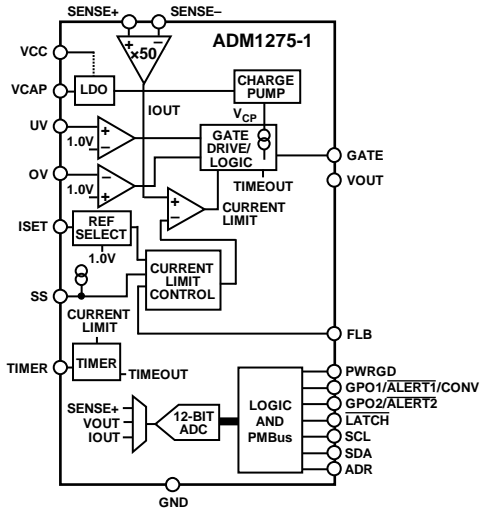 SENSE+ SENSE–
ADM1275-1
VCC
+ –
×50
VCAP
LDO
CHARGE
PUMP
IOUT
VCP
UV
+
–
1.0V
GATE
DRIVE/
LOGIC
GATE
OV
1.0V
–
+
TIMEOUT
VOUT
+
–
CURRENT
LIMIT
ISET
REF
SELECT
1.0V
CURRENT
LIMIT
CONTROL
SS
CURRENT
LIMIT
FLB
TIMER
TIMER
TIMEOUT
PWRGD
GPO1/ALERT1/CONV
GPO2/ALERT2
LATCH
SCL
SDA
ADR
SENSE+
VOUT
IOUT
12-BIT
ADC
LOGIC
AND
PMBus
GND